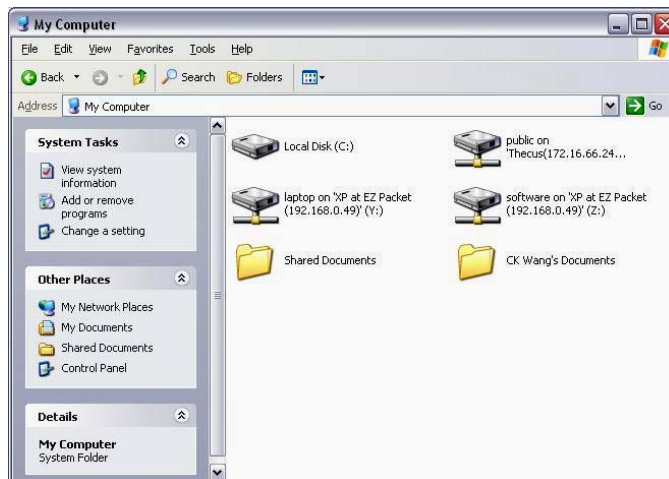 My Computer
File Edit View Favorites Tools Help
Back Search Folders
Address My Computer Go
System Tasks
View system
information
Add or remove
programs
Change a setting
Other Places
My Network Places
My Documents
Shared Documents
Control Panel
Details
My Computer
System Folder
Local Disk (C:)
public on
'Thecus(172.16.66.24...
laptop on 'XP at EZ Packet
(192.168.0.49)' (Y:)
software on 'XP at EZ Packet
(192.168.0.49)' (Z:)
Shared Documents
CK Wang's Documents